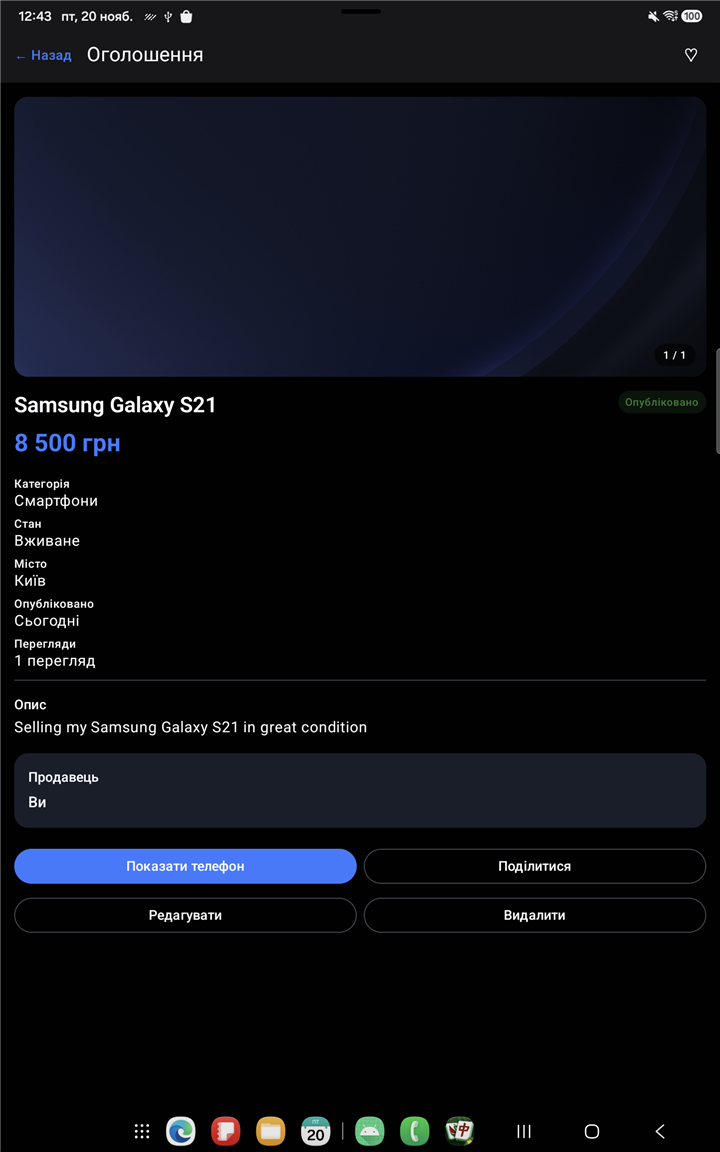 12:43 пт, 20 нояб. 100
← Назад Оголошення
1 / 1
Samsung Galaxy S21
Опубліковано
8 500 грн
Категорія
Смартфони
Стан
Вживане
Місто
Київ
Опубліковано
Сьогодні
Перегляди
1 перегляд
Опис
Selling my Samsung Galaxy S21 in great condition
Продавець
Ви
Показати телефон Поділитися
Редагувати Видалити
ПТ
20
中